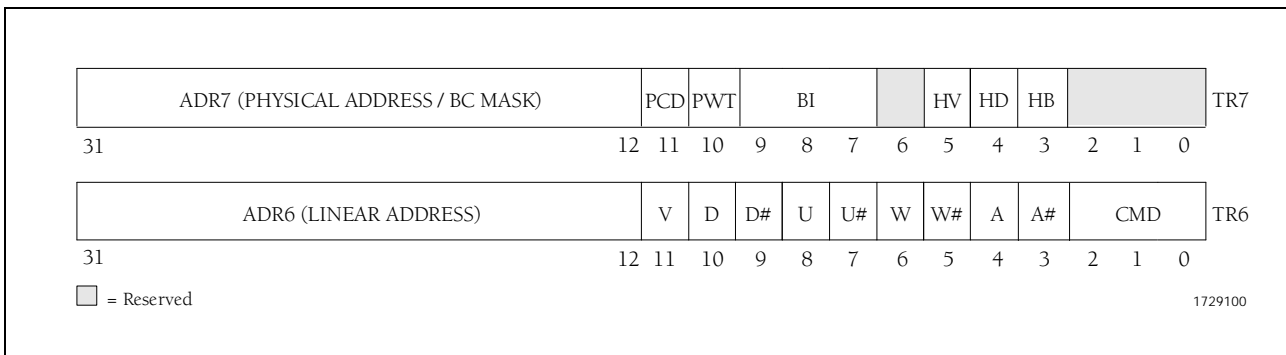 ADR7 (PHYSICAL ADDRESS / BC MASK) PCD PWT BI HV HD HB TR7
31 12 11 10 9 8 7 6 5 4 3 2 1 0
ADR6 (LINEAR ADDRESS) V D D# U U# W W# A A# CMD TR6
31 12 11 10 9 8 7 6 5 4 3 2 1 0
= Reserved 1729100